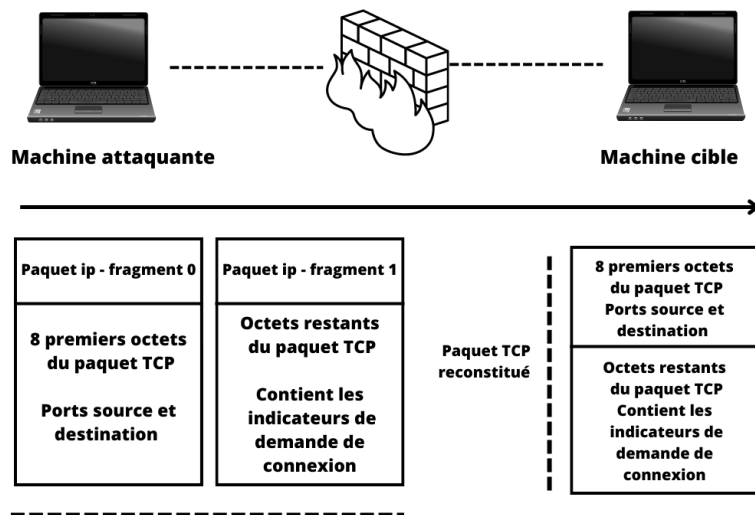 Machine attaquante
Machine cible
Paquet ip - fragment 0
8 premiers octets
du paquet TCP
Ports source et
destination
Paquet ip - fragment 1
Octets restants
du paquet TCP
Contient les
indicateurs de
demande de
connexion
Paquet TCP
reconstitué
8 premiers octets
du paquet TCP
Ports source et
destination
Octets restants
du paquet TCP
Contient les
indicateurs de
demande de
connexion